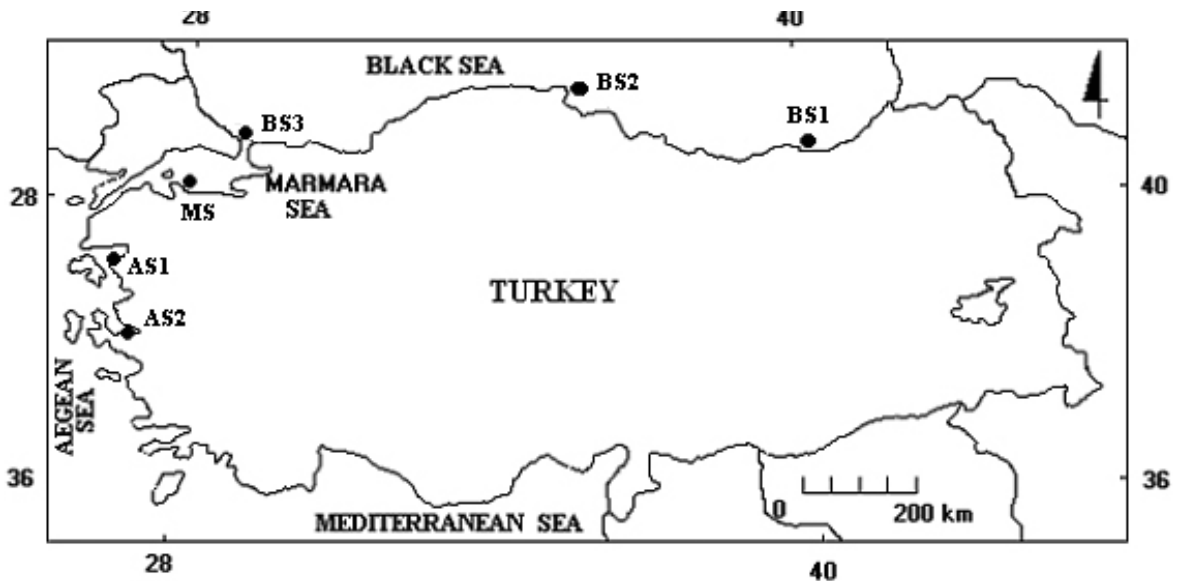 28 40
BLACK SEA
BS2
BS3
BS1
28 MARMARA 40
SEA
MS
AS1
TURKEY
AS2
AEGEAN
SEA
36 36
0 200 km
MEDITERRANEAN SEA
28 40